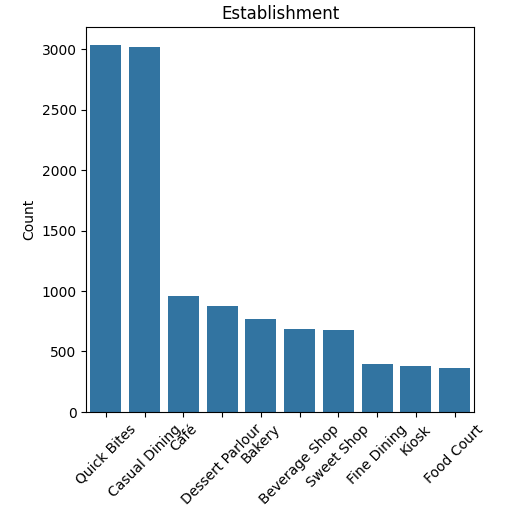 Establishment
3000
2500
2000
1500
1000
500
0
Count
Quick Bites
Casual Dining
Café
Dessert Parlour
Bakery
Beverage Shop
Sweet Shop
Fine Dining
Kiosk
Food Court